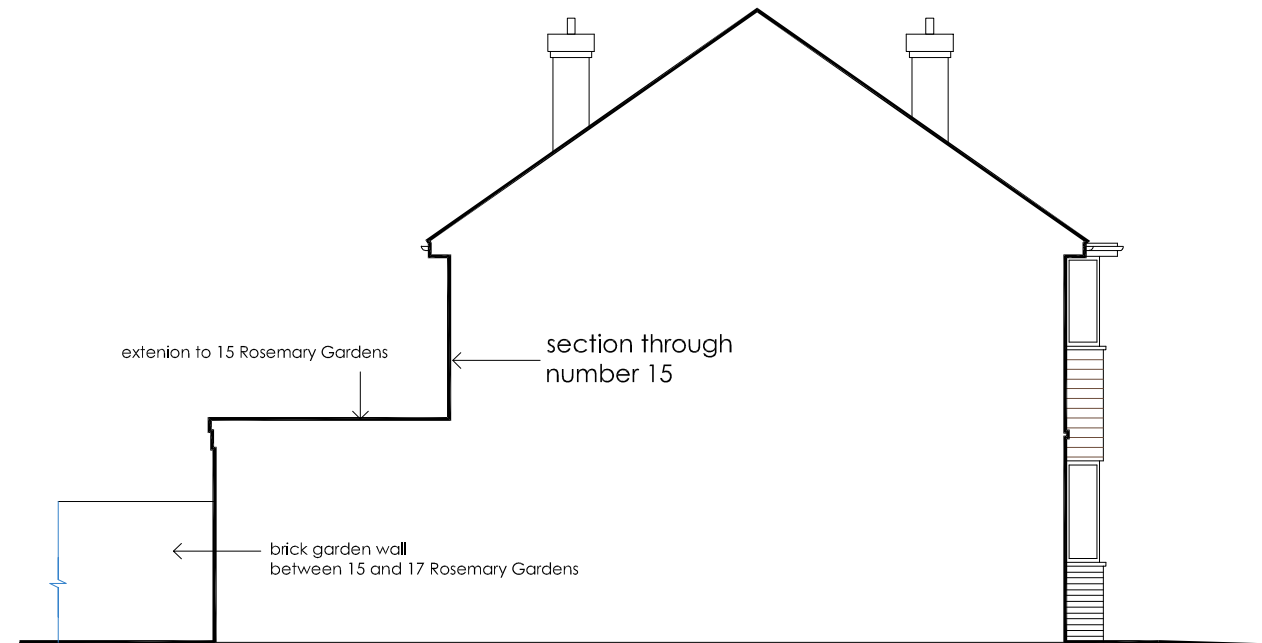 section through
number 15
extenion to 15 Rosemary Gardens
brick garden wall
between 15 and 17 Rosemary Gardens